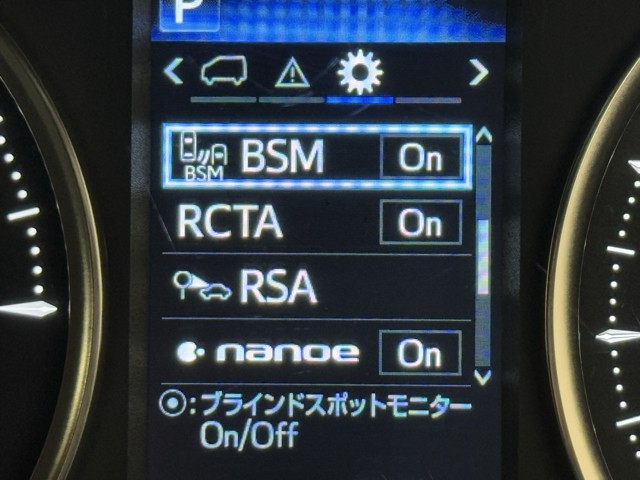 P
BSM BSM On
RCTA On
RSA
nanoe On
:ブラインドスポットモニター
On/Off